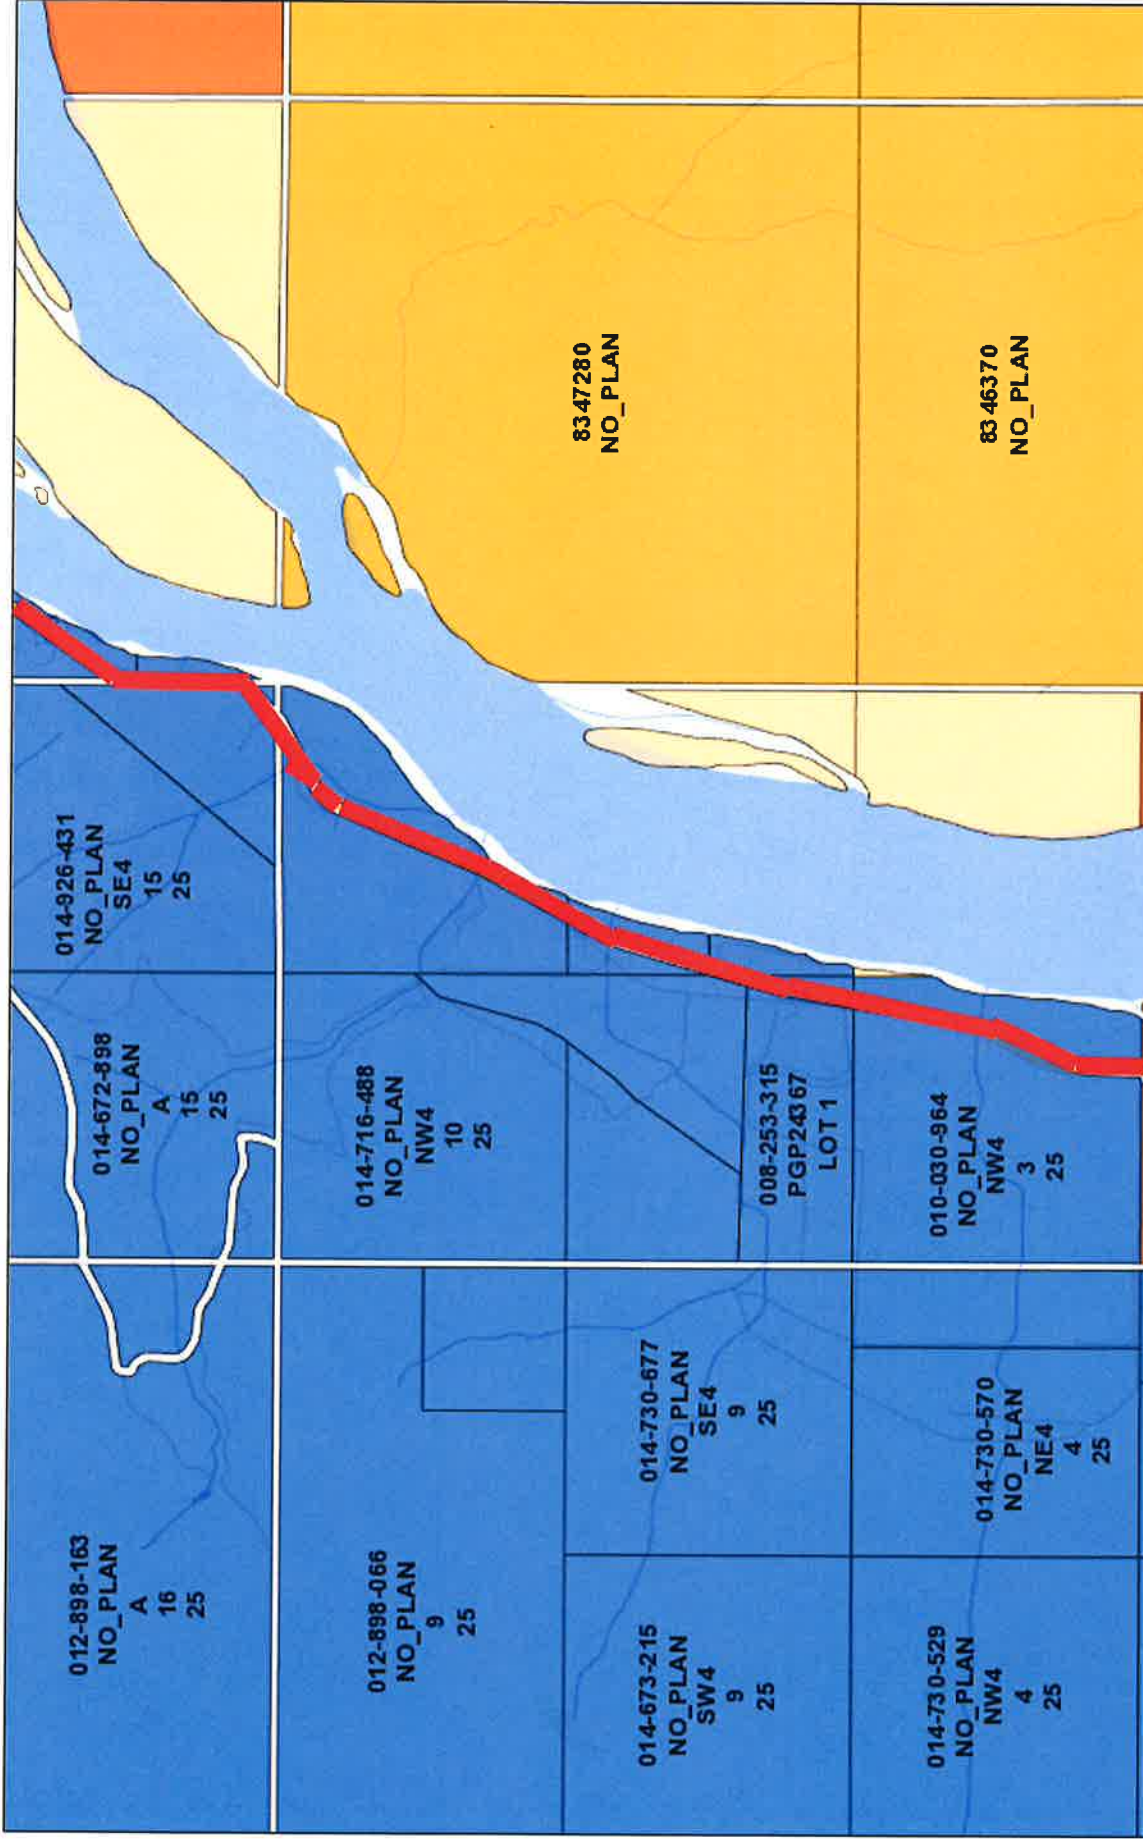 012-898-163
NO_PLAN
A
16
25
014-672-898
NO_PLAN
A
15
25
014-926-431
NO_PLAN
SE4
15
25
012-898-066
NO_PLAN
9
25
014-716-488
NO_PLAN
NW4
10
25
8347280
NO_PLAN
014-673-215
NO_PLAN
SW4
9
25
014-730-677
NO_PLAN
SE4
9
25
008-253-315
PGP24367
LOT 1
014-730-529
NO_PLAN
NW4
4
25
014-730-570
NO_PLAN
NE4
4
25
010-030-964
NO_PLAN
NW4
3
25
8346370
NO_PLAN